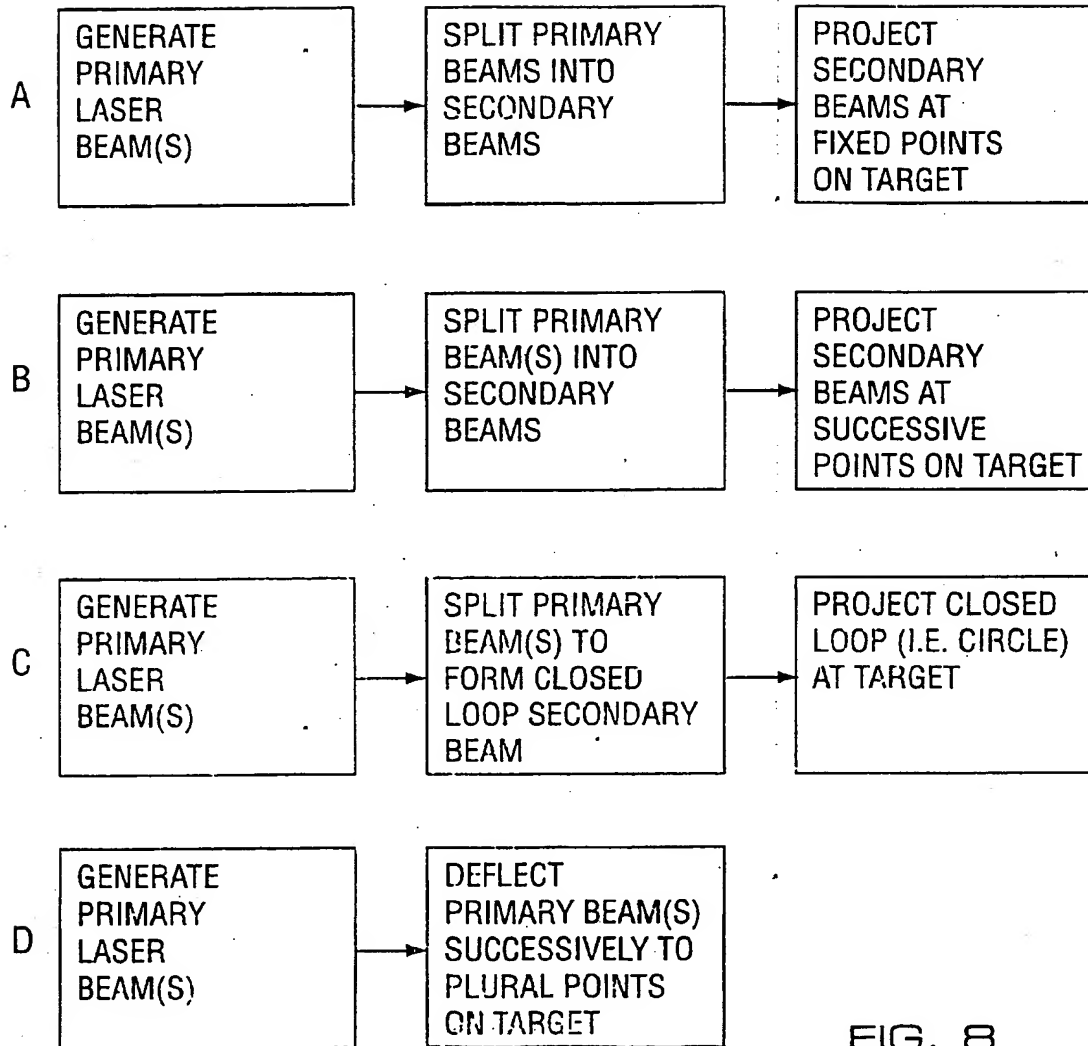 A
GENERATE
PRIMARY
LASER
BEAM(S)
SPLIT PRIMARY
BEAMS INTO
SECONDARY
BEAMS
PROJECT
SECONDARY
BEAMS AT
FIXED POINTS
ON TARGET
B
GENERATE
PRIMARY
LASER
BEAM(S)
SPLIT PRIMARY
BEAM(S) INTO
SECONDARY
BEAMS
PROJECT
SECONDARY
BEAMS AT
SUCCESSIVE
POINTS ON TARGET
C
GENERATE
PRIMARY
LASER
BEAM(S)
SPLIT PRIMARY
BEAM(S) TO
FORM CLOSED
LOOP SECONDARY
BEAM
PROJECT CLOSED
LOOP (I.E. CIRCLE)
AT TARGET
D
GENERATE
PRIMARY
LASER
BEAM(S)
DEFLECT
PRIMARY BEAM(S)
SUCCESSIVELY TO
PLURAL POINTS
ON TARGET
FIG. 8